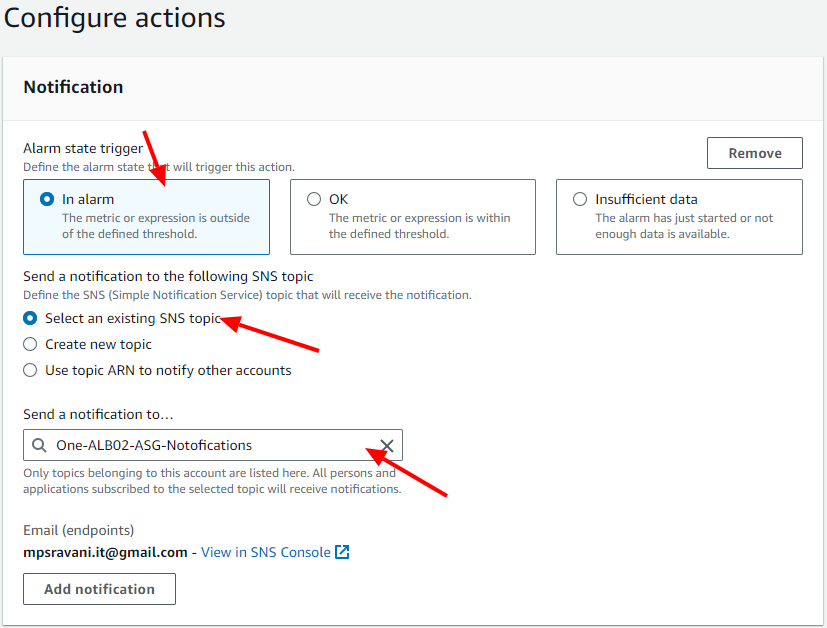 Configure actions
Notification
Alarm state trigger
Remove
Define the alarm state that will trigger this action.
In alarm
The metric or expression is outside
of the defined threshold.
OK
The metric or expression is within
the defined threshold.
Insufficient data
The alarm has just started or not
enough data is available.
Send a notification to the following SNS topic
Define the SNS (Simple Notification Service) topic that will receive the notification.
Select an existing SNS topic
Create new topic
Use topic ARN to notify other accounts
Send a notification to…
One-ALB02-ASG-Notofications
Only topics belonging to this account are listed here. All persons and
applications subscribed to the selected topic will receive notifications.
Email (endpoints)
mpsravani.it@gmail.com - View in SNS Console
Add notification